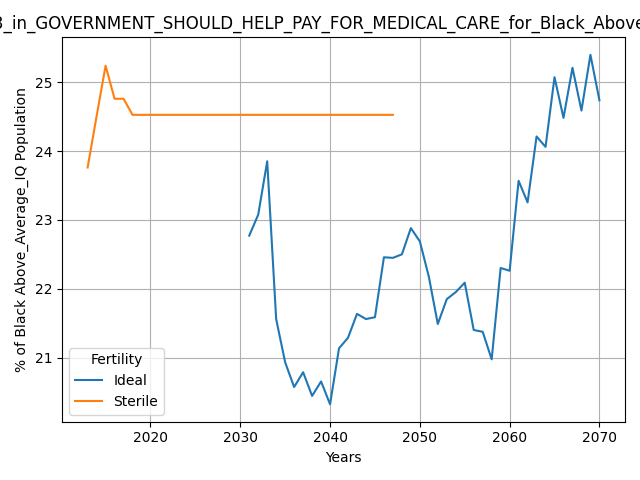 _in_GOVERNMENT_SHOULD_HELP_PAY_FOR_MEDICAL_CARE_for_Black_Above
% of Black Above_Average_IQ Population
25
24
23
22
21
Fertility
Ideal
Sterile
2020 2030 2040 2050 2060 2070
Years